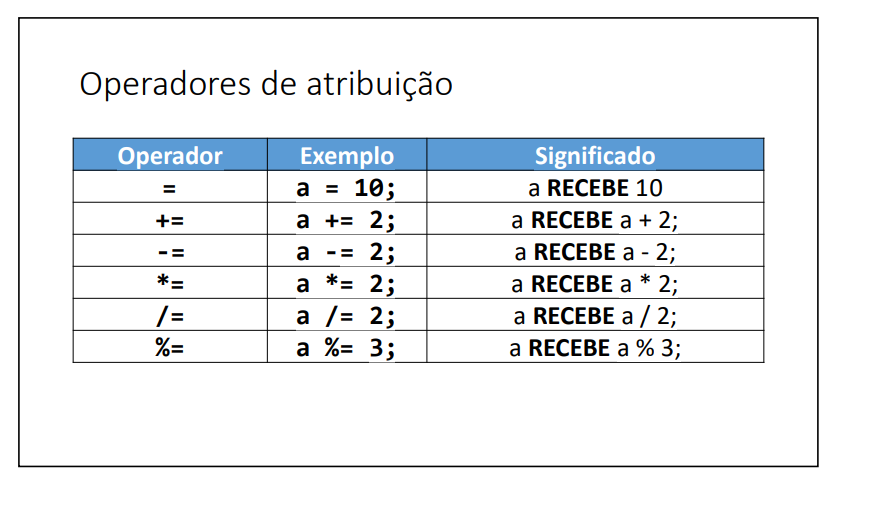 Operadores de atribuição
Operador Exemplo Significado
= a = 10; a RECEBE 10
+= a += 2; a RECEBE a + 2;
-= a -= 2; a RECEBE a - 2;
*= a *= 2; a RECEBE a * 2;
/= a /= 2; a RECEBE a / 2;
%= a %= 3; a RECEBE a % 3;